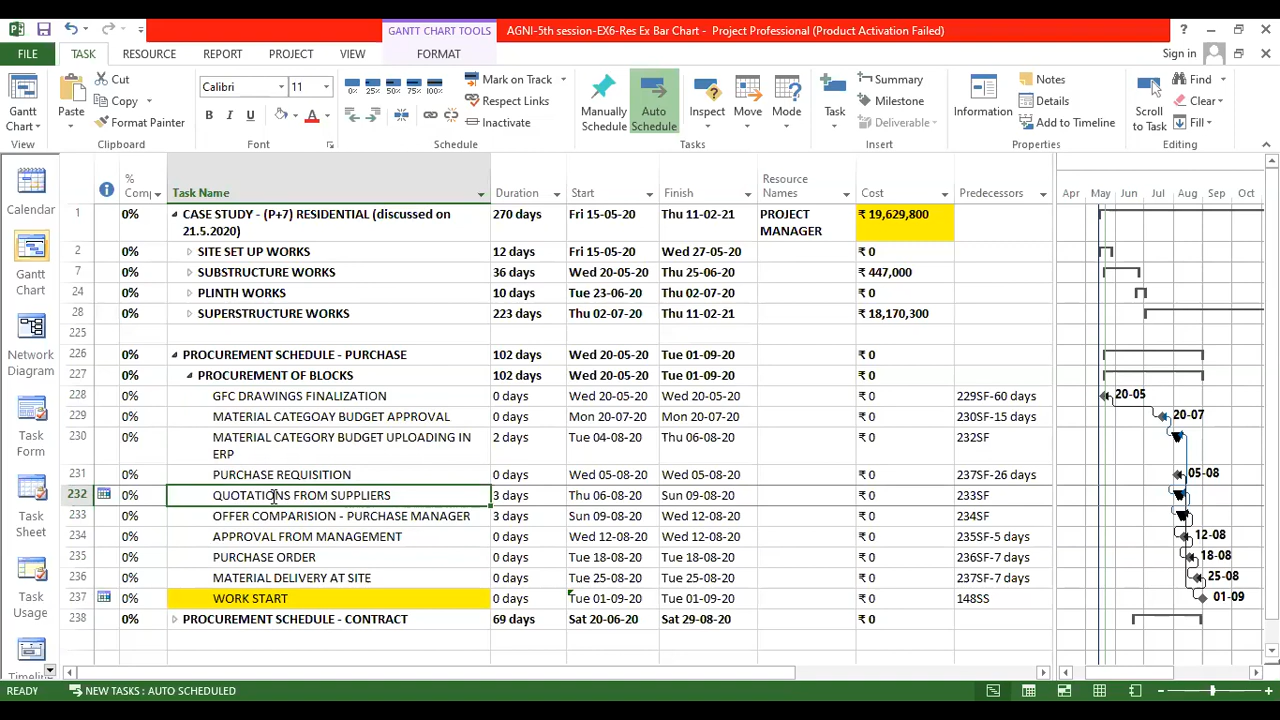 GANTT CHART TOOLS
AGNI-5th session-EX6-Res Ex Bar Chart - Project Professional (Product Activation Failed)
FILE TASK RESOURCE REPORT PROJECT VIEW FORMAT Sign in
Gantt Chart
View
Paste
Cut
Copy
Format Painter
Clipboard
Calibri 11
B I U A
Font
0% 25% 50% 75% 100%
Mark on Track
Respect Links
Inactivate
Schedule
Manually Schedule
Auto Schedule
Inspect
Move
Mode
Tasks
Task
Summary
Milestone
Deliverable
Insert
Information
Notes
Details
Add to Timeline
Properties
Scroll to Task
Find
Clear
Fill
Editing
Calendar
Gantt Chart
Network Diagram
Task Form
Task Sheet
Task Usage
Timeline
% Comp Task Name Duration Start Finish Resource Names Cost Predecessors Apr May Jun Jul Aug Sep Oct
1 0% CASE STUDY - (P+7) RESIDENTIAL (discussed on 270 days Fri 15-05-20 Thu 11-02-21 PROJECT ₹ 19,629,800
21.5.2020) MANAGER
2 0% SITE SET UP WORKS 12 days Fri 15-05-20 Wed 27-05-20 ₹ 0
7 0% SUBSTRUCTURE WORKS 36 days Wed 20-05-20 Thu 25-06-20 ₹ 447,000
24 0% PLINTH WORKS 10 days Tue 23-06-20 Thu 02-07-20 ₹ 0
28 0% SUPERSTRUCTURE WORKS 223 days Thu 02-07-20 Thu 11-02-21 ₹ 18,170,300
225
226 0% PROCUREMENT SCHEDULE - PURCHASE 102 days Wed 20-05-20 Tue 01-09-20 ₹ 0
227 0% PROCUREMENT OF BLOCKS 102 days Wed 20-05-20 Tue 01-09-20 ₹ 0
228 0% GFC DRAWINGS FINALIZATION 0 days Wed 20-05-20 Wed 20-05-20 ₹ 0 229SF-60 days 20-05
229 0% MATERIAL CATEGOAY BUDGET APPROVAL 0 days Mon 20-07-20 Mon 20-07-20 ₹ 0 230SF-15 days 20-07
230 0% MATERIAL CATEGORY BUDGET UPLOADING IN 2 days Tue 04-08-20 Thu 06-08-20 ₹ 0 232SF
ERP
231 0% PURCHASE REQUISITION 0 days Wed 05-08-20 Wed 05-08-20 ₹ 0 237SF-26 days 05-08
232 0% QUOTATIONS FROM SUPPLIERS 3 days Thu 06-08-20 Sun 09-08-20 ₹ 0 233SF
233 0% OFFER COMPARISION - PURCHASE MANAGER 3 days Sun 09-08-20 Wed 12-08-20 ₹ 0 234SF
234 0% APPROVAL FROM MANAGEMENT 0 days Wed 12-08-20 Wed 12-08-20 ₹ 0 235SF-5 days 12-08
235 0% PURCHASE ORDER 0 days Tue 18-08-20 Tue 18-08-20 ₹ 0 236SF-7 days 18-08
236 0% MATERIAL DELIVERY AT SITE 0 days Tue 25-08-20 Tue 25-08-20 ₹ 0 237SF-7 days 25-08
237 0% WORK START 0 days Tue 01-09-20 Tue 01-09-20 ₹ 0 148SS 01-09
238 0% PROCUREMENT SCHEDULE - CONTRACT 69 days Sat 20-06-20 Sat 29-08-20 ₹ 0
READY NEW TASKS : AUTO SCHEDULED